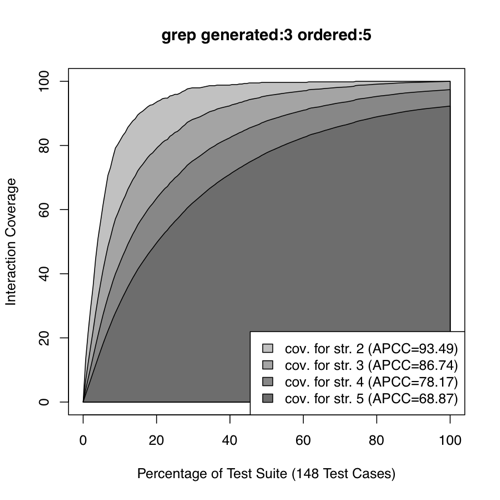 grep generated:3 ordered:5
Interaction Coverage
100
80
60
40
20
0
cov. for str. 2 (APCC=93.49)
cov. for str. 3 (APCC=86.74)
cov. for str. 4 (APCC=78.17)
cov. for str. 5 (APCC=68.87)
0 20 40 60 80 100
Percentage of Test Suite (148 Test Cases)